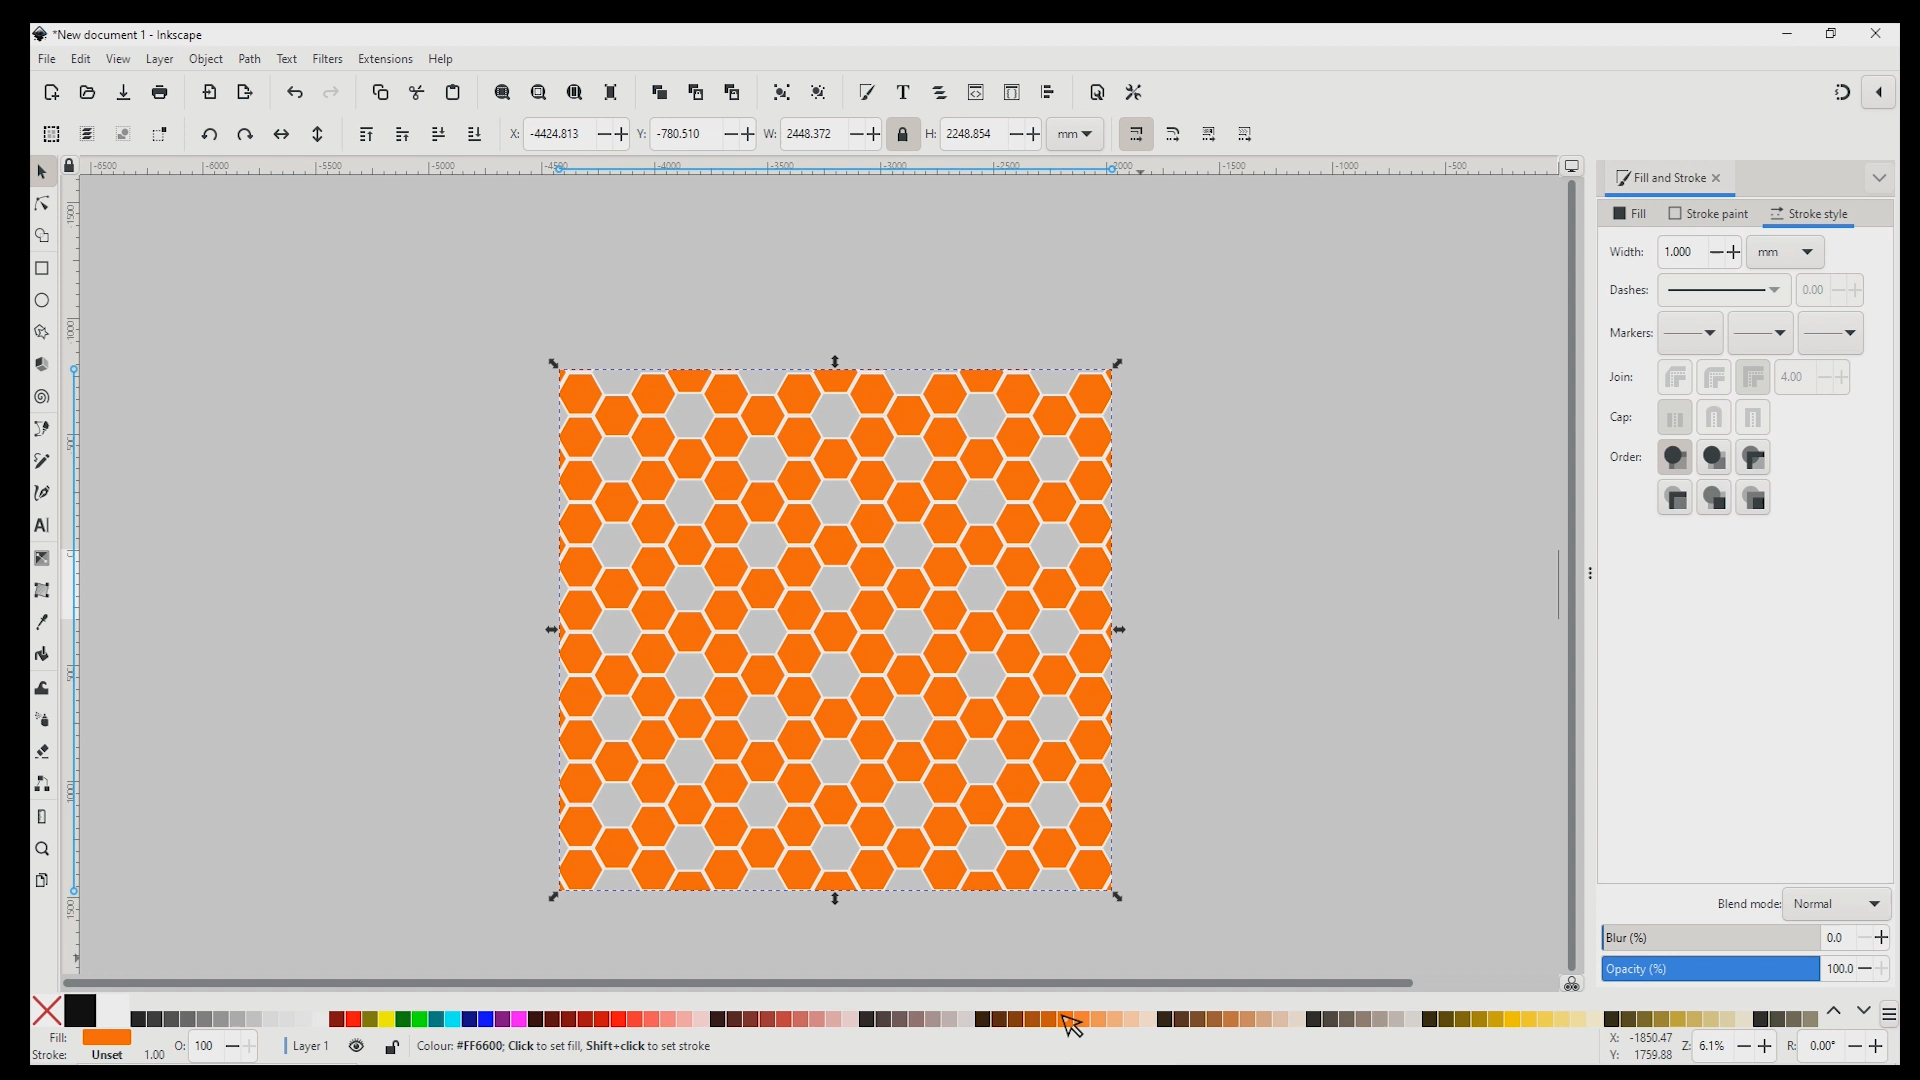 *New document 1 - Inkscape
File Edit View Layer Object Path Text Filters Extensions Help
X: -4424.813 Y: -780.510 W: 2448.372 H: 2248.854 mm
-6500 -6000 -5500 -5000 -4500 -4000 -3500 -3000 -2500 -2000 -1500 -1000 -500
Fill and Stroke
Fill Stroke paint Stroke style
Width: 1.000 mm
Dashes: 0.00
Markers:
Join: 4.00
Cap:
Order:
Blend mode: Normal
Blur (%) 0.0
Opacity (%) 100.0
Fill:
Stroke: Unset 1.00 O: 100 Layer 1 Colour: #FF6600; Click to set fill, Shift+click to set stroke
X: -1850.47
Y: 1759.88
Z: 6.1% R: 0.00°